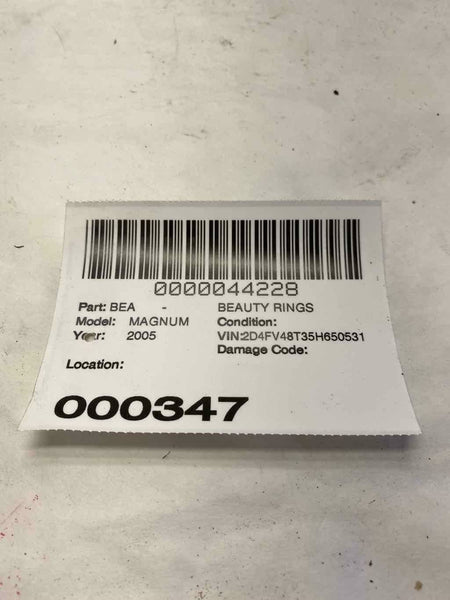 0000044228
Part: BEA - BEAUTY RINGS
Model: MAGNUM Condition:
Year: 2005 VIN:2D4FV48T35H650531
Damage Code:
Location:
000347